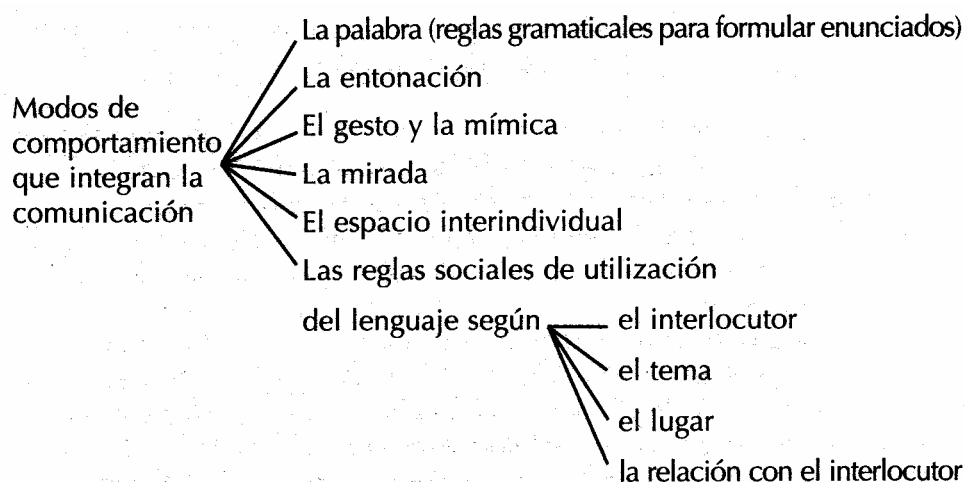 La palabra (reglas gramaticales para formular enunciados)
La entonación
Modos de
comportamiento
que integran la
comunicación
El gesto y la mímica
La mirada
El espacio interindividual
Las reglas sociales de utilización
del lenguaje según
el interlocutor
el tema
el lugar
la relación con el interlocutor